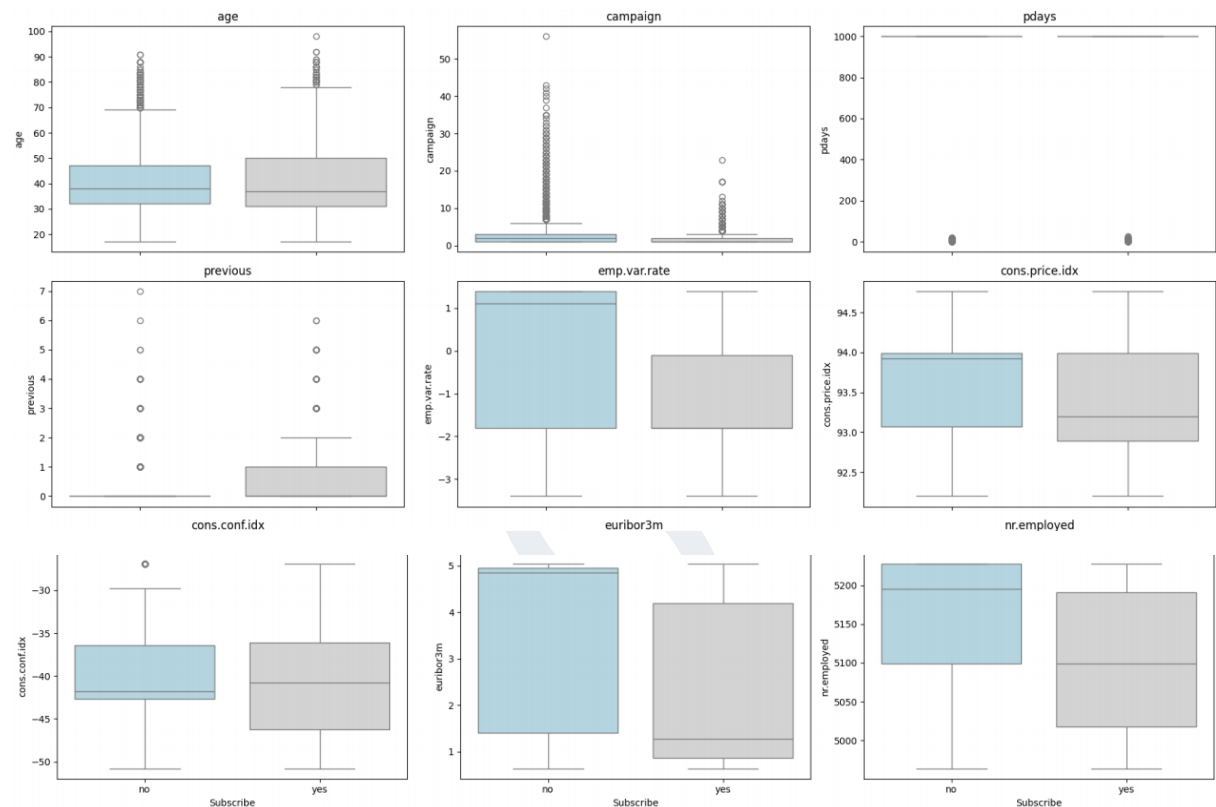 age
campaign
pdays
100
90
80
70
60
50
40
30
20
age
50
40
30
20
10
0
campaign
1000
800
600
400
200
0
pdays
previous
emp.var.rate
cons.price.idx
7
6
5
4
3
2
1
0
previous
1
0
−1
−2
−3
emp.var.rate
94.5
94.0
93.5
93.0
92.5
cons.price.idx
cons.conf.idx
euribor3m
nr.employed
−30
−35
−40
−45
−50
cons.conf.idx
no
yes
Subscribe
5
4
3
2
1
euribor3m
no
yes
Subscribe
5200
5150
5100
5050
5000
nr.employed
no
yes
Subscribe